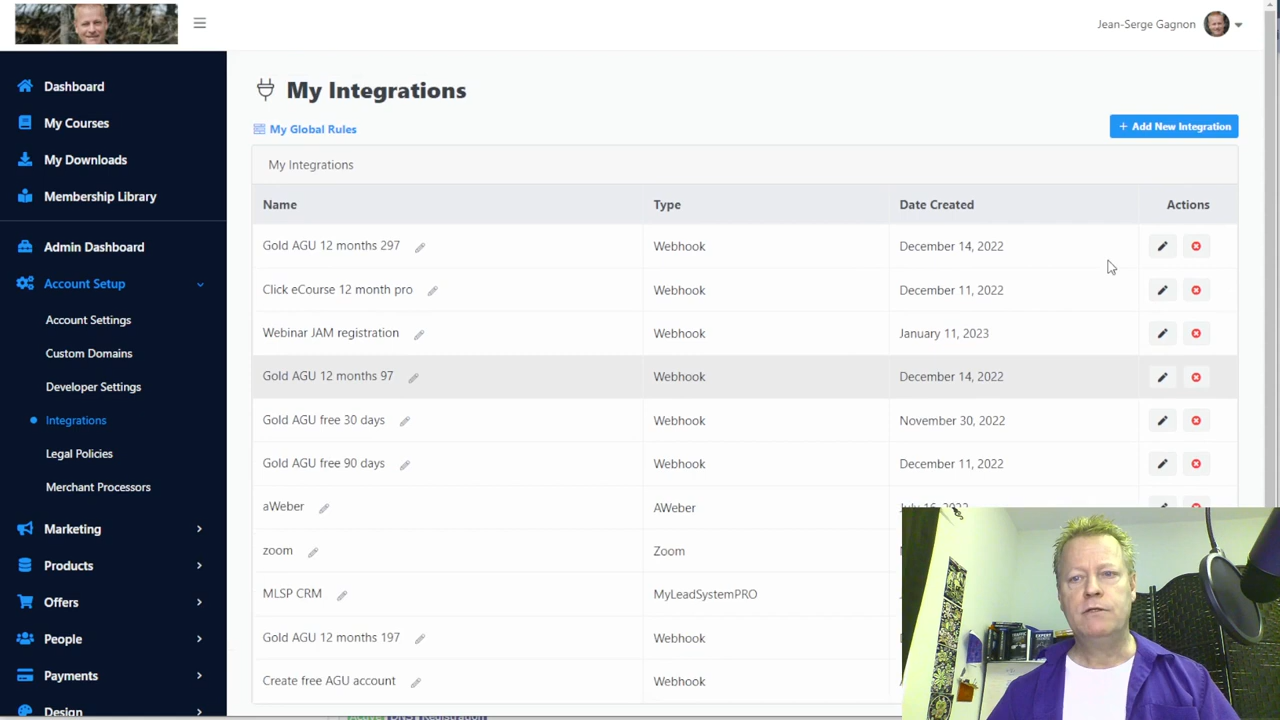 Jean-Serge Gagnon
Dashboard
My Courses
My Downloads
Membership Library
Admin Dashboard
Account Setup
Account Settings
Custom Domains
Developer Settings
Integrations
Legal Policies
Merchant Processors
Marketing
Products
Offers
People
Payments
Design
My Integrations
My Global Rules
+ Add New Integration
My Integrations
Name Type Date Created Actions
Gold AGU 12 months 297 Webhook December 14, 2022
Click eCourse 12 month pro Webhook December 11, 2022
Webinar JAM registration Webhook January 11, 2023
Gold AGU 12 months 97 Webhook December 14, 2022
Gold AGU free 30 days Webhook November 30, 2022
Gold AGU free 90 days Webhook December 11, 2022
aWeber AWeber July 16, 2022
zoom Zoom
MLSP CRM MyLeadSystemPRO
Gold AGU 12 months 197 Webhook
Create free AGU account Webhook